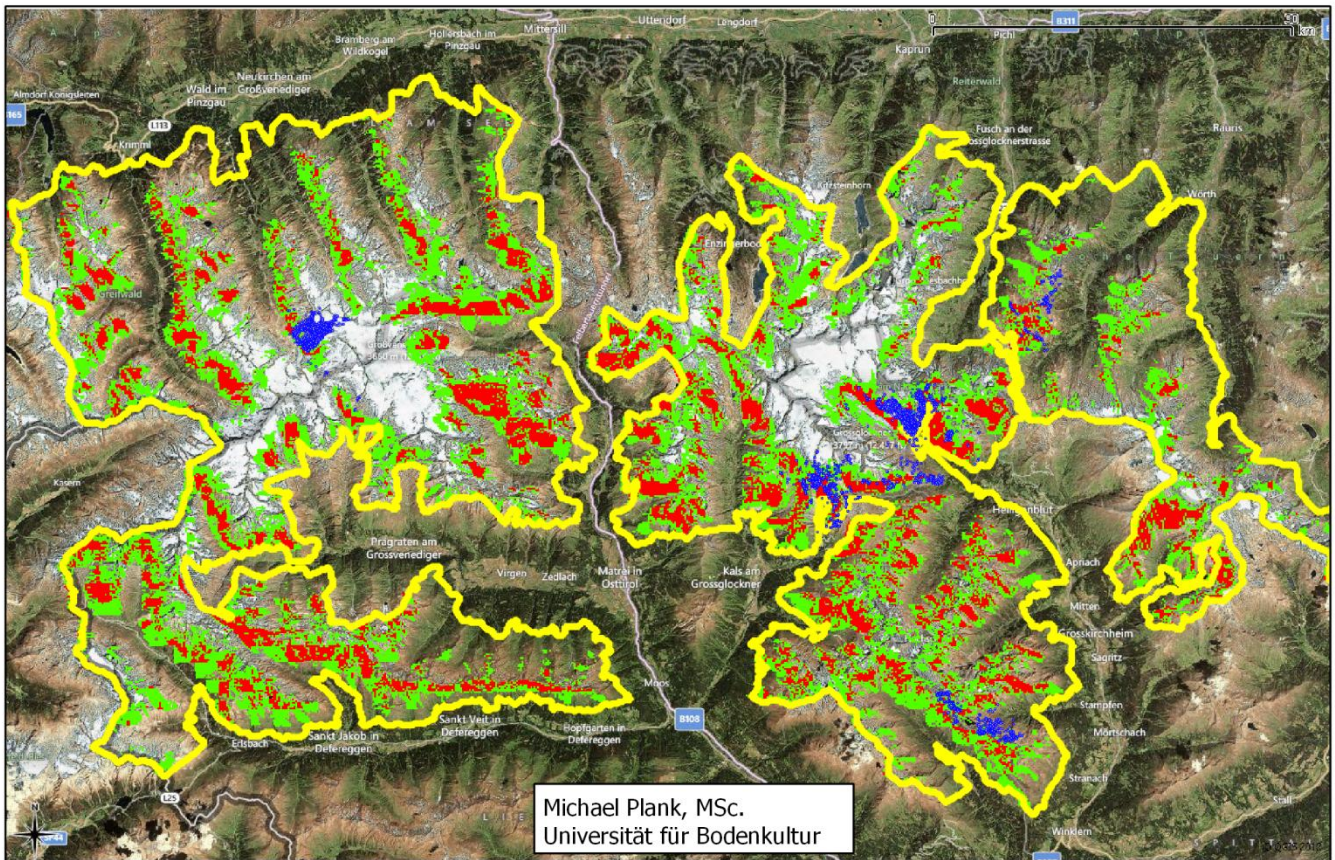 Uttendorf
Lengdorf
B311
Mittersill
Pichl
0
km
Bramberg am
Wildkogel
Hollersbach im
Pinzgau
Kaprun
Neukirchen am
Großvenediger
Reiterwald
Wald im
Pinzgau
Almdorf Königsleiten
B165
L113
Krimml
Fusch an der
Grossglocknerstrasse
Rauris
Kitzsteinhorn
Wörth
Enzingerboden
Kasern
Heiligenblut
Prägraten am
Grossvenediger
Virgen
Zedlach
Matrei in
Osttirol
Kals am
Grossglockner
Apriach
Mitten
Grosskirchheim
Sagritz
Moos
Stampfen
B108
Sankt Veit in
Defereggen
Hopfgarten in
Defereggen
Mörtschach
Erlsbach
Sankt Jakob in
Defereggen
Stranach
Stall
L25
Winklern
N
Michael Plank, MSc.
Universität für Bodenkultur